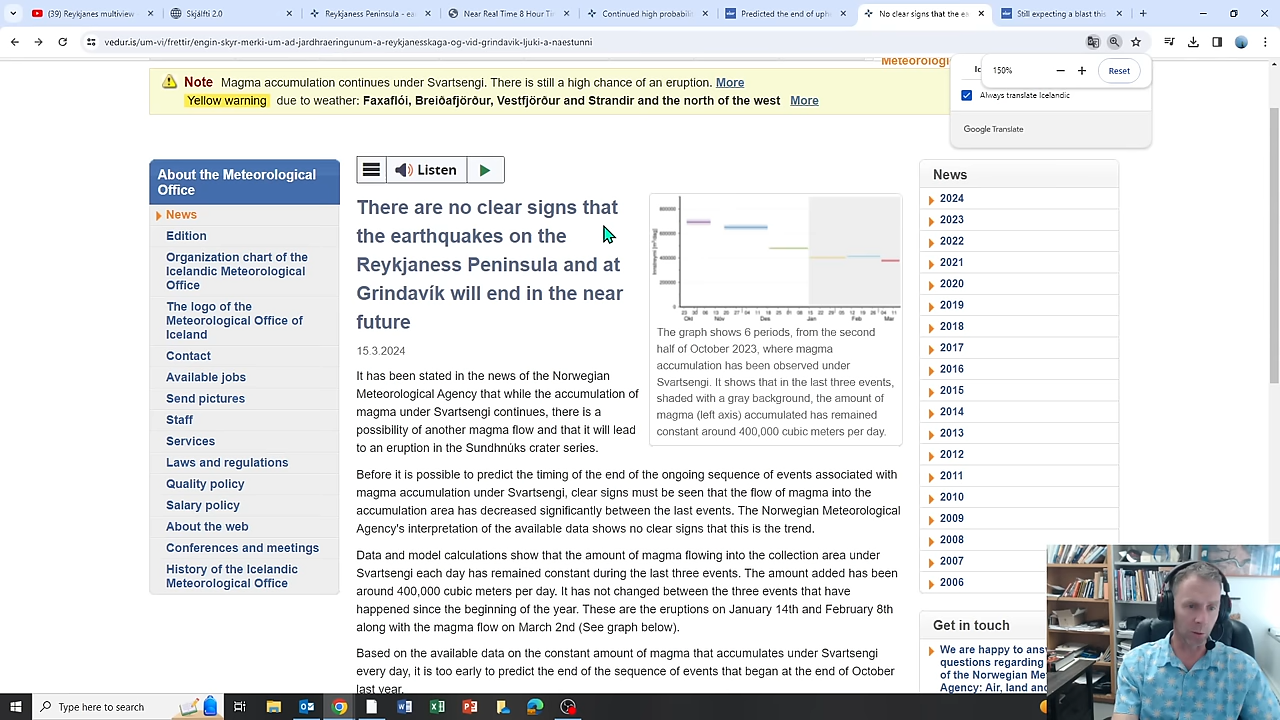 (39) Reykjanes multiview
Skjálfti 2.0
Reykjaness Peninsula - ea
Real Time 8 Hour Ti
Continued high probabili
Predicted the end of uph
No clear signs that the ea
Still expecting a blast this
vedur.is/um-vi/frettir/engin-skyr-merki-um-ad-jardhraeringunum-a-reykjanesskaga-og-vid-grindavik-ljuki-a-naestunni
150%
Reset
Always translate Icelandic
Google Translate
Meteorologi
Note Magma accumulation continues under Svartsengi. There is still a high chance of an eruption. More
Yellow warning due to weather: Faxaflói, Breiðafjörður, Vestfjörður and Strandir and the north of the west More
About the Meteorological
Office
News
Edition
Organization chart of the
Icelandic Meteorological
Office
The logo of the
Meteorological Office of
Iceland
Contact
Available jobs
Send pictures
Staff
Services
Laws and regulations
Quality policy
Salary policy
About the web
Conferences and meetings
History of the Icelandic
Meteorological Office
Listen
There are no clear signs that
the earthquakes on the
Reykjaness Peninsula and at
Grindavík will end in the near
future
15.3.2024
It has been stated in the news of the Norwegian
Meteorological Agency that while the accumulation of
magma under Svartsengi continues, there is a
possibility of another magma flow and that it will lead
to an eruption in the Sundhnúks crater series.
800000
600000
400000
200000
0
Okt
Nóv
Des
Jan
Feb
Mar
The graph shows 6 periods, from the second
half of October 2023, where magma
accumulation has been observed under
Svartsengi. It shows that in the last three events,
shaded with a gray background, the amount of
magma (left axis) accumulated has remained
constant around 400,000 cubic meters per day.
Before it is possible to predict the timing of the end of the ongoing sequence of events associated with
magma accumulation under Svartsengi, clear signs must be seen that the flow of magma into the
accumulation area has decreased significantly between the last events. The Norwegian Meteorological
Agency's interpretation of the available data shows no clear signs that this is the trend.
Data and model calculations show that the amount of magma flowing into the collection area under
Svartsengi each day has remained constant during the last three events. The amount added has been
around 400,000 cubic meters per day. It has not changed between the three events that have
happened since the beginning of the year. These are the eruptions on January 14th and February 8th
along with the magma flow on March 2nd (See graph below).
Based on the available data on the constant amount of magma that accumulates under Svartsengi
every day, it is too early to predict the end of the sequence of events that began at the end of October
last year.
News
2024
2023
2022
2021
2020
2019
2018
2017
2016
2015
2014
2013
2012
2011
2010
2009
2008
2007
2006
Get in touch
We are happy to ans
questions regarding
of the Norwegian Me
Agency: Air, land an
Type here to search